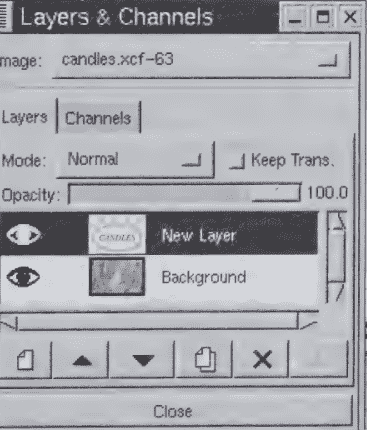 Layers & Channels
mage: candles.xcf-63
Layers Channels
Mode: Normal Keep Trans.
Opacity: 100.0
CANDLES New Layer
Background
Close